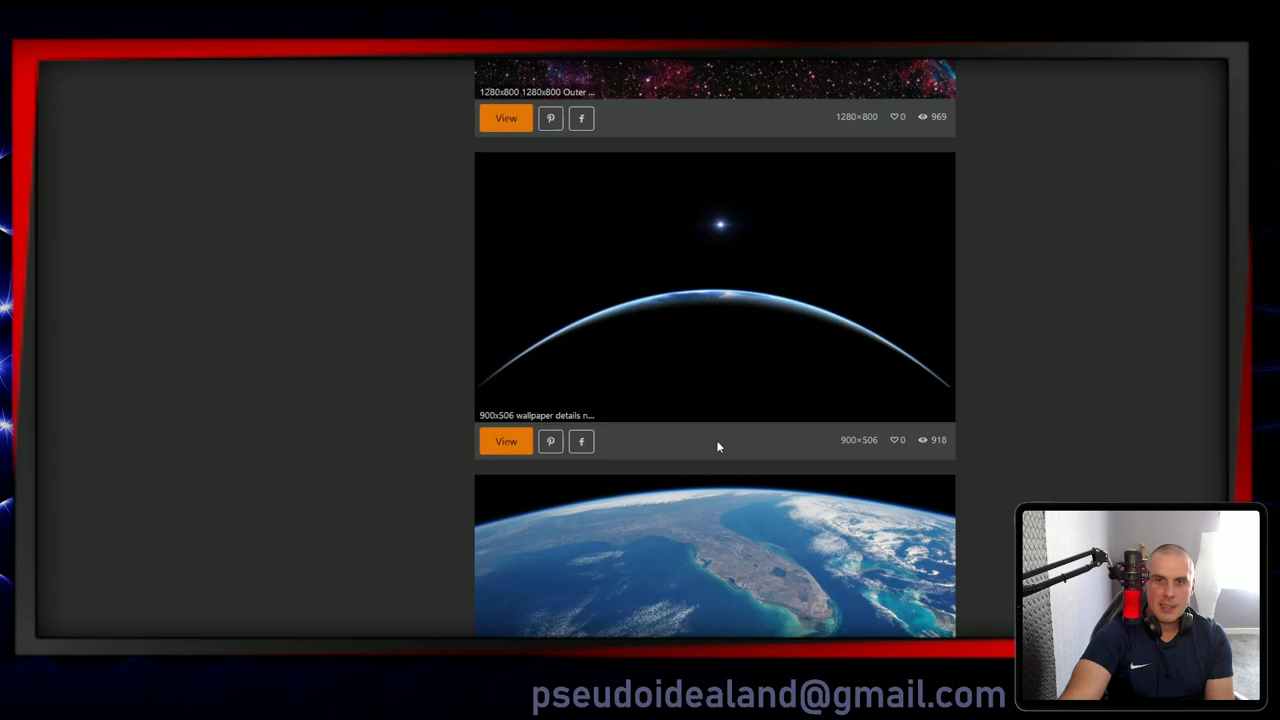 1280x800 1280x800 Outer ...
View
1280×800 0 969
900x506 wallpaper details n...
View
900×506 0 918
pseudoidealand@gmail.com